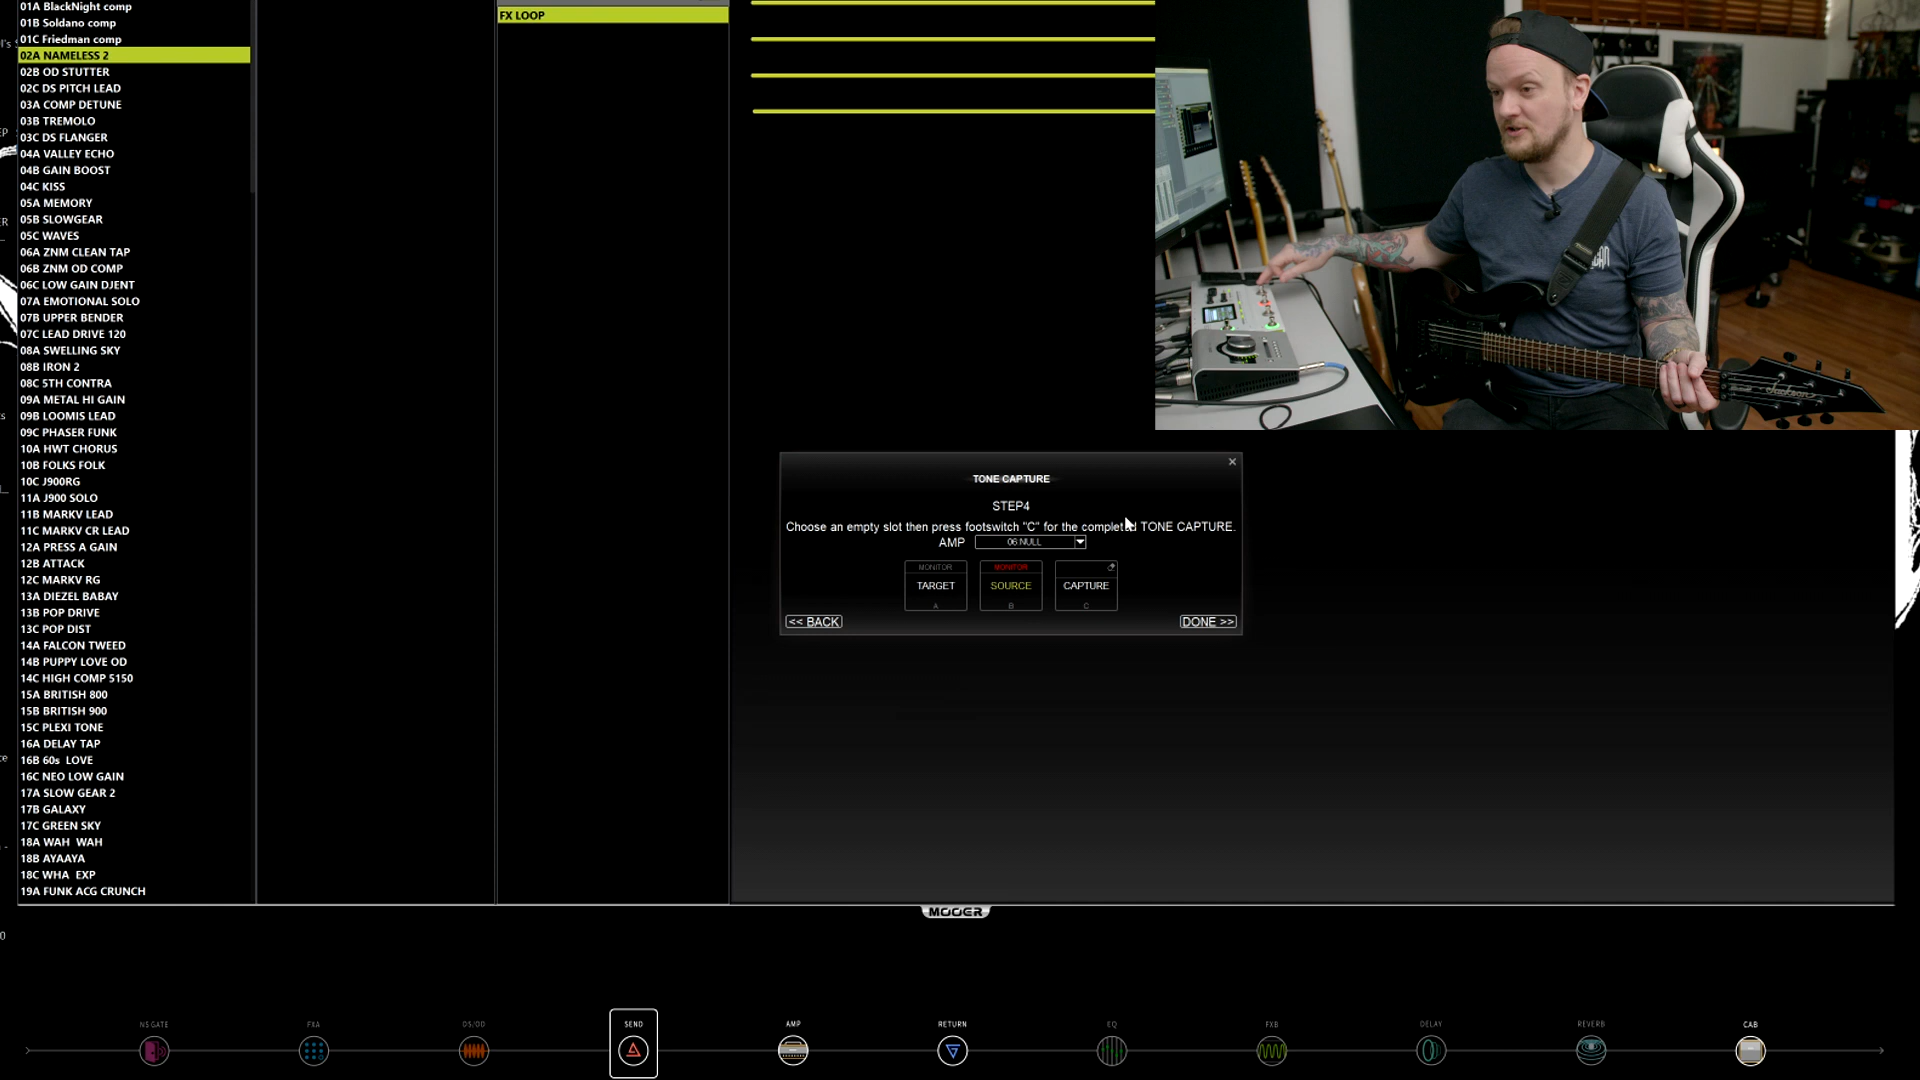 01A BlackNight comp
01B Soldano comp
01C Friedman comp
02A NAMELESS 2
02B OD STUTTER
02C DS PITCH LEAD
03A COMP DETUNE
03B TREMOLO
03C DS FLANGER
04A VALLEY ECHO
04B GAIN BOOST
04C KISS
05A MEMORY
05B SLOWGEAR
05C WAVES
06A ZNM CLEAN TAP
06B ZNM OD COMP
06C LOW GAIN DJENT
07A EMOTIONAL SOLO
07B UPPER BENDER
07C LEAD DRIVE 120
08A SWELLING SKY
08B IRON 2
08C 5TH CONTRA
09A METAL HI GAIN
09B LOOMIS LEAD
09C PHASER FUNK
10A HWT CHORUS
10B FOLKS FOLK
10C J900RG
11A J900 SOLO
11B MARKV LEAD
11C MARKV CR LEAD
12A PRESS A GAIN
12B ATTACK
12C MARKV RG
13A DIEZEL BABAY
13B POP DRIVE
13C POP DIST
14A FALCON TWEED
14B PUPPY LOVE OD
14C HIGH COMP 5150
15A BRITISH 800
15B BRITISH 900
15C PLEXI TONE
16A DELAY TAP
16B 60s LOVE
16C NEO LOW GAIN
17A SLOW GEAR 2
17B GALAXY
17C GREEN SKY
18A WAH WAH
18B AYAAYA
18C WHA EXP
19A FUNK ACG CRUNCH
FX LOOP
Jackson
TONE CAPTURE
STEP4
Choose an empty slot then press footswitch "C" for the completed TONE CAPTURE.
AMP 06:NULL
MONITOR MONITOR
TARGET SOURCE CAPTURE
A B C
<< BACK DONE >>
MOOER
NS GATE FXA DS/OD SEND AMP RETURN EQ FXB DELAY REVERB CAB